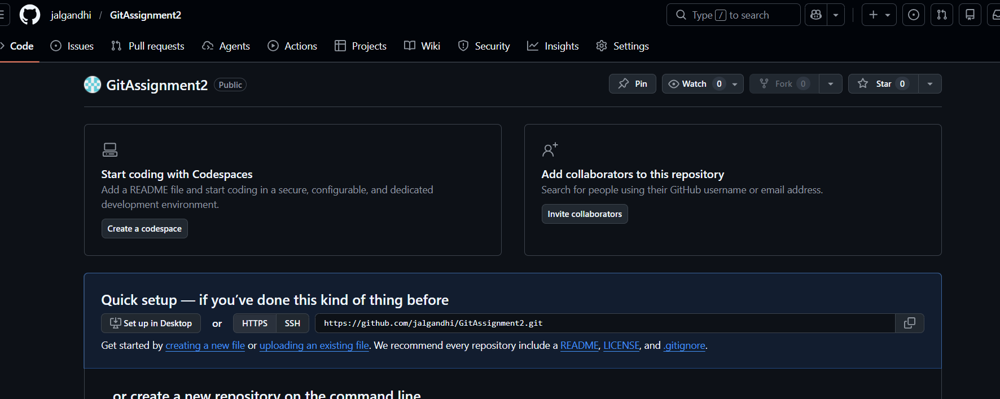 jalgandhi / GitAssignment2
Type / to search
Code Issues Pull requests Agents Actions Projects Wiki Security Insights Settings
GitAssignment2 Public
Pin Watch 0 Fork 0 Star 0
Start coding with Codespaces
Add a README file and start coding in a secure, configurable, and dedicated
development environment.
Create a codespace
Add collaborators to this repository
Search for people using their GitHub username or email address.
Invite collaborators
Quick setup — if you’ve done this kind of thing before
Set up in Desktop or HTTPS SSH https://github.com/jalgandhi/GitAssignment2.git
Get started by creating a new file or uploading an existing file. We recommend every repository include a README, LICENSE, and .gitignore.
…or create a new repository on the command line